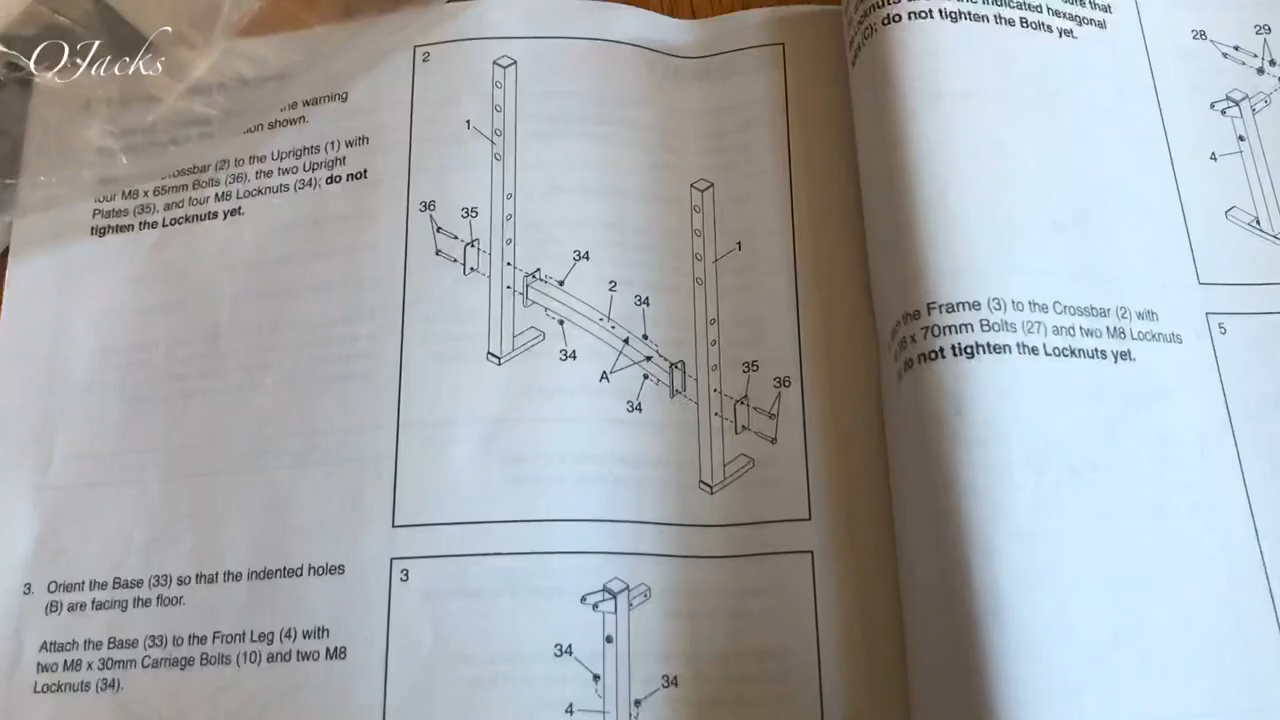 OJacks
warning
shown.
(2) to the Uprights (1) with
M8 x 65mm Bolts (36), the two Upright
Plates (35), and four M8 Locknuts (34); do not
tighten the Locknuts yet.
2
1
36
35
34
2
34
1
34
A
34
35
36
3. Orient the Base (33) so that the indented holes
(B) are facing the floor.
Attach the Base (33) to the Front Leg (4) with
two M8 x 30mm Carriage Bolts (10) and two M8
Locknuts (34).
3
34
34
4
that
indicated hexagonal
(C); do not tighten the Bolts yet.
28
29
4
the Frame (3) to the Crossbar (2) with
x 70mm Bolts (27) and two M8 Locknuts
not tighten the Locknuts yet.
5